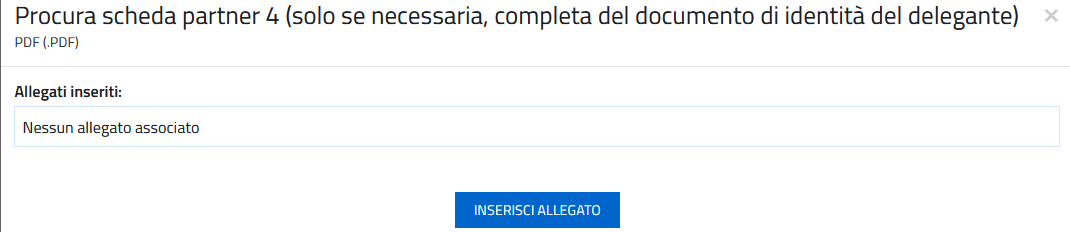 Procura scheda partner 4 (solo se necessaria, completa del documento di identità del delegante) ×
PDF (.PDF)
Allegati inseriti:
Nessun allegato associato
INSERISCI ALLEGATO